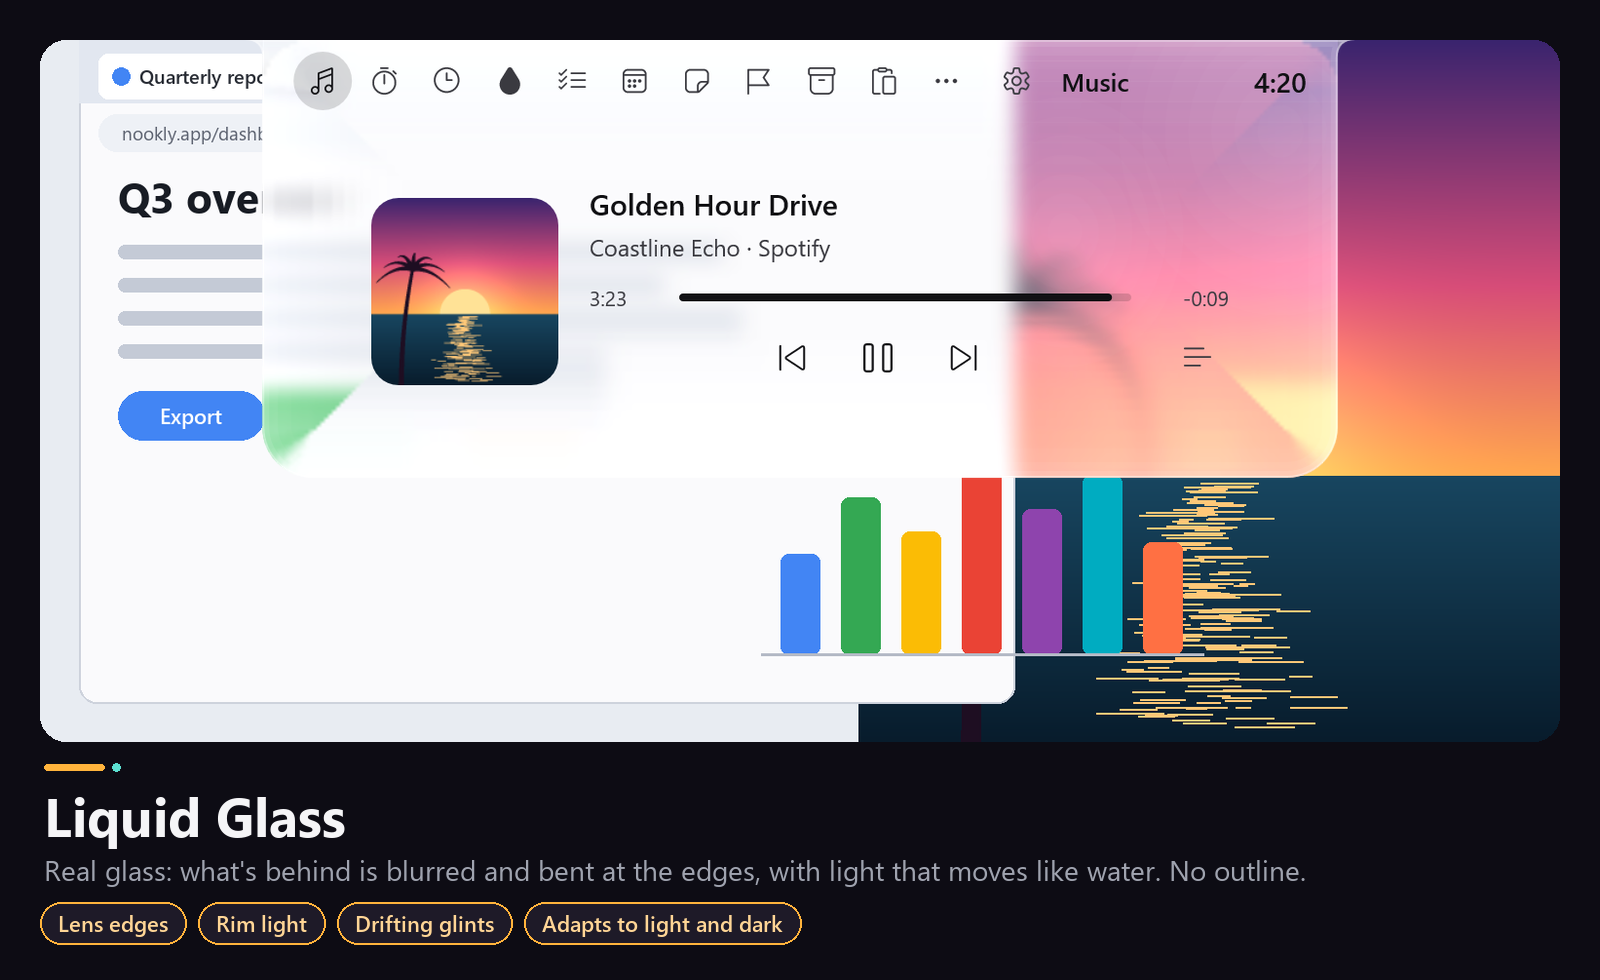 Quarterly repo
Music
4:20
nookly.app/dashb
Q3 over
Golden Hour Drive
Coastline Echo · Spotify
3:23
-0:09
Export
Liquid Glass
Real glass: what's behind is blurred and bent at the edges, with light that moves like water. No outline.
Lens edges
Rim light
Drifting glints
Adapts to light and dark